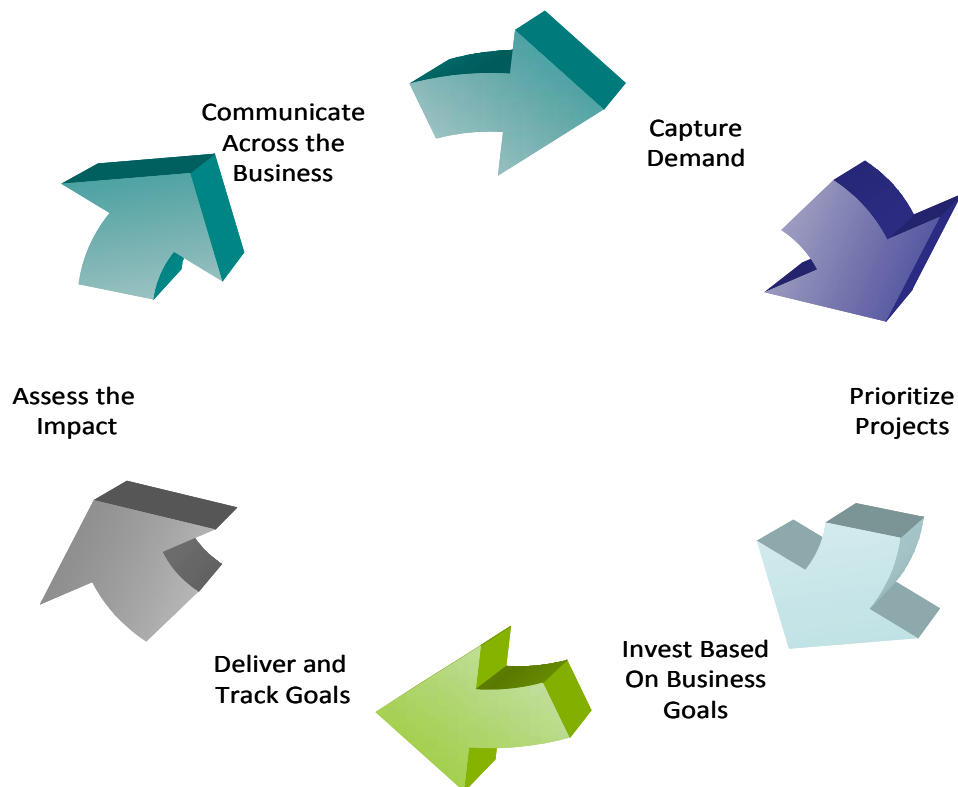 Communicate
Across the
Business
Capture
Demand
Prioritize
Projects
Invest Based
On Business
Goals
Deliver and
Track Goals
Assess the
Impact